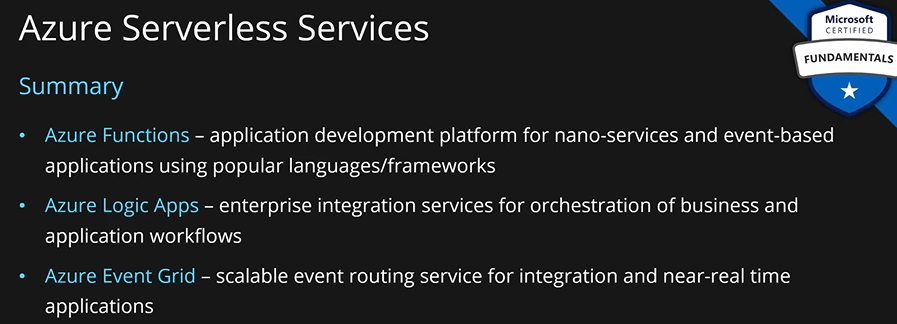 Azure Serverless Services
Microsoft
CERTIFIED
FUNDAMENTALS
Summary
• Azure Functions – application development platform for nano-services and event-based
applications using popular languages/frameworks
• Azure Logic Apps – enterprise integration services for orchestration of business and
application workflows
• Azure Event Grid – scalable event routing service for integration and near-real time
applications